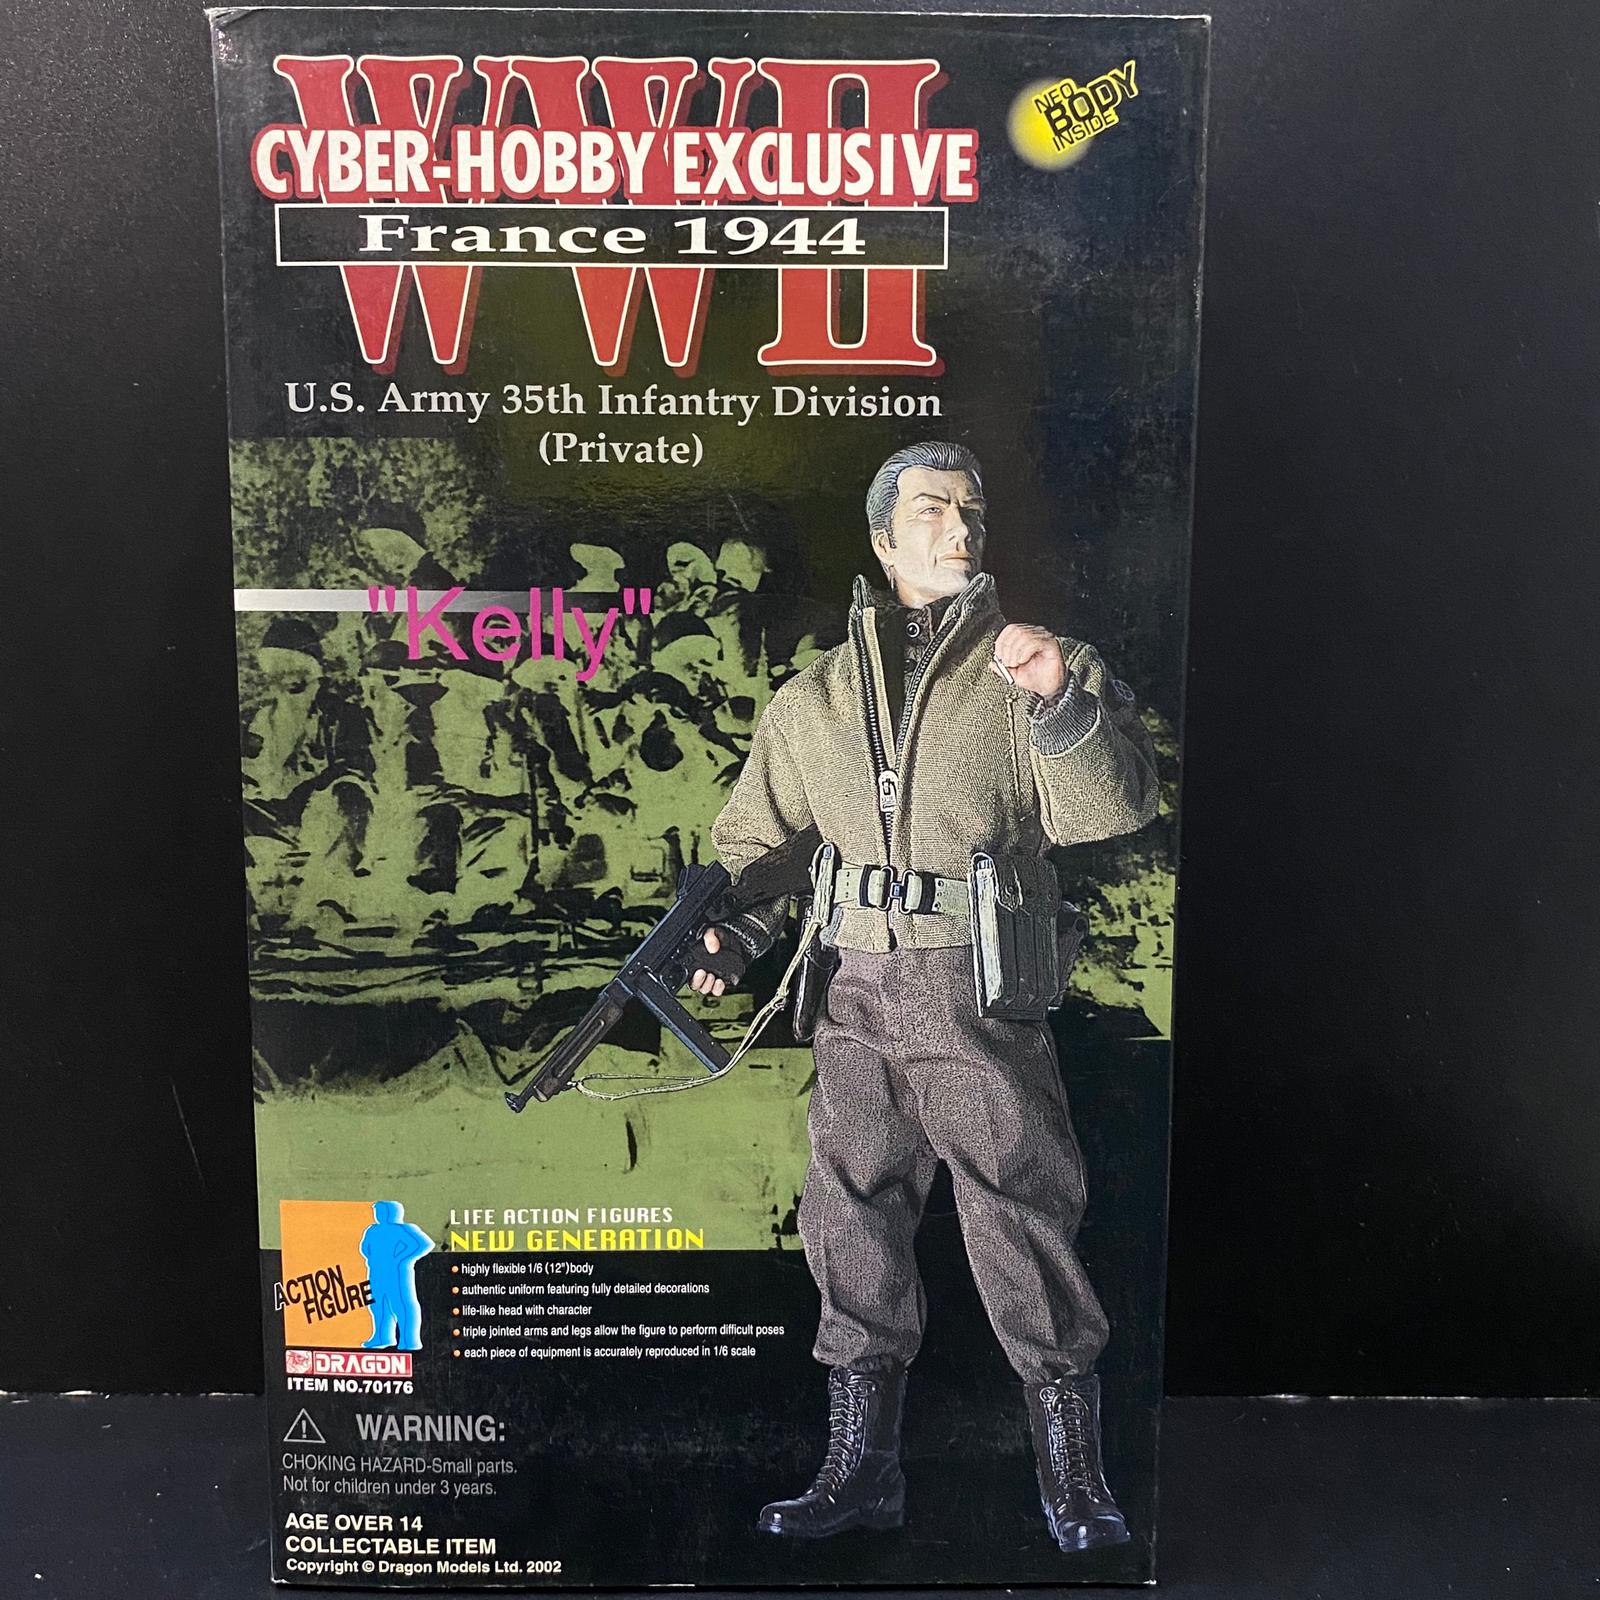 WWII
CYBER-HOBBY EXCLUSIVE
France 1944
NEO
BODY
INSIDE
U.S. Army 35th Infantry Division
(Private)
"Kelly"
LIFE ACTION FIGURES
NEW GENERATION
• highly flexible 1/6 (12") body
• authentic uniform featuring fully detailed decorations
• life-like head with character
• triple jointed arms and legs allow the figure to perform difficult poses
• each piece of equipment is accurately reproduced in 1/6 scale
ACTION
FIGURE
DRAGON
ITEM NO.70176
WARNING:
CHOKING HAZARD-Small parts.
Not for children under 3 years.
AGE OVER 14
COLLECTABLE ITEM
Copyright © Dragon Models Ltd. 2002